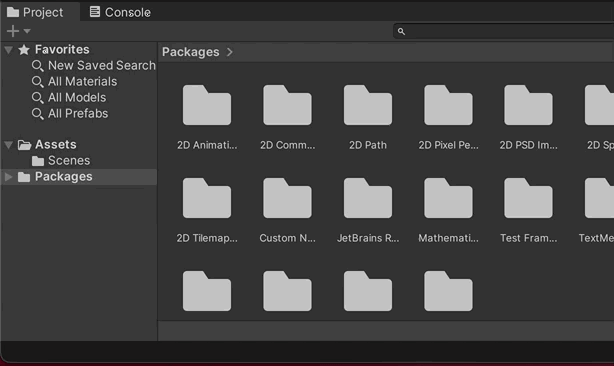 Project Console
Favorites
New Saved Search
All Materials
All Models
All Prefabs
Assets
Scenes
Packages
Packages
2D Animati... 2D Comm... 2D Path 2D Pixel Pe... 2D PSD Im... 2D Sp
2D Tilemap... Custom N... JetBrains R... Mathemati... Test Fram... TextMe